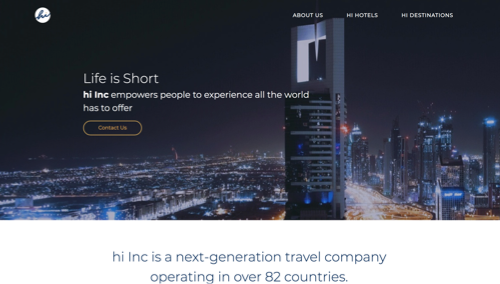 hi
ABOUT US
HI HOTELS
HI DESTINATIONS
Life is Short
hi Inc empowers people to experience all the world
has to offer
Contact Us
hi Inc is a next-generation travel company
operating in over 82 countries.